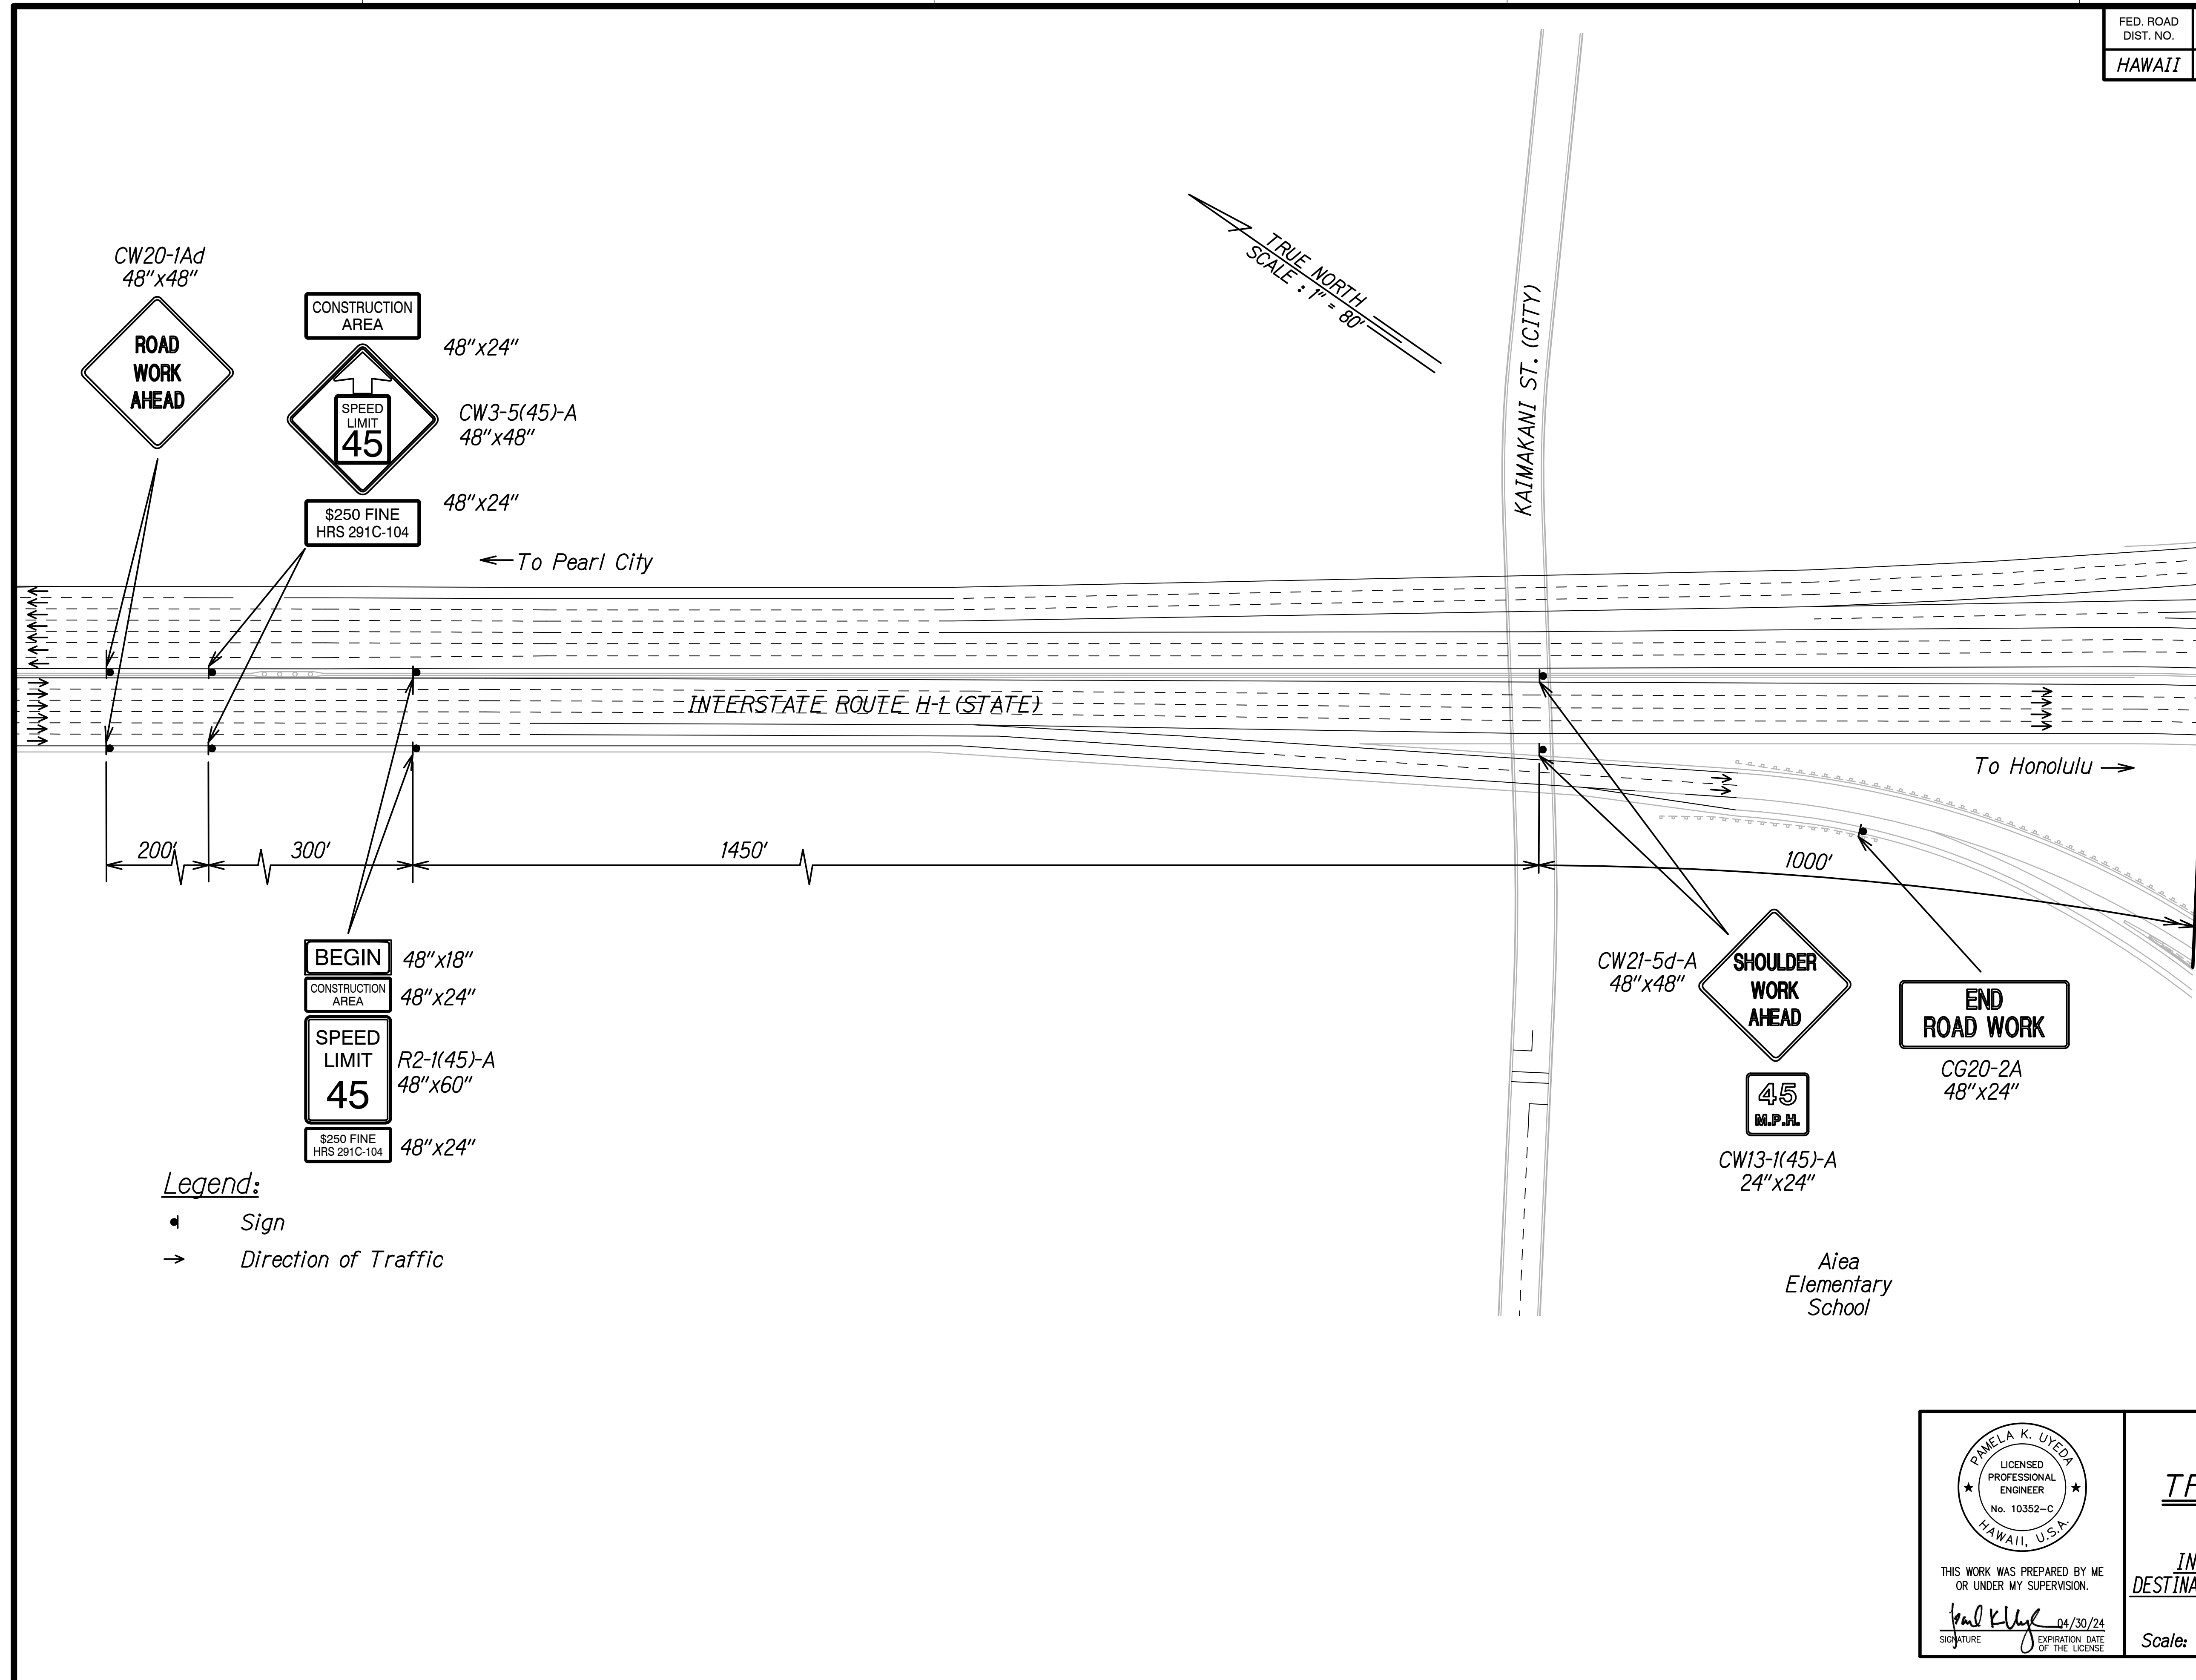 FED. ROAD
DIST. NO.
HAWAII
CW20-1Ad
48"x48"
ROAD
WORK
AHEAD
CONSTRUCTION
AREA
48"x24"
SPEED
LIMIT
45
CW3-5(45)-A
48"x48"
$250 FINE
HRS 291C-104
48"x24"
To Pearl City
TRUE NORTH
SCALE : 1" = 80'
KAIMAKANI ST. (CITY)
INTERSTATE ROUTE H-1 (STATE)
To Honolulu
200'
300'
1450'
1000'
BEGIN
48"x18"
CONSTRUCTION
AREA
48"x24"
SPEED
LIMIT
45
R2-1(45)-A
48"x60"
$250 FINE
HRS 291C-104
48"x24"
CW21-5d-A
48"x48"
SHOULDER
WORK
AHEAD
45
M.P.H.
CW13-1(45)-A
24"x24"
END
ROAD WORK
CG20-2A
48"x24"
Legend:
Sign
Direction of Traffic
Aiea
Elementary
School
PAMELA K. UYEDA
LICENSED
PROFESSIONAL
ENGINEER
No. 10352-C
HAWAII, U.S.A.
THIS WORK WAS PREPARED BY ME
OR UNDER MY SUPERVISION.
04/30/24
SIGNATURE
EXPIRATION DATE
OF THE LICENSE
IN
DESTINA
Scale: